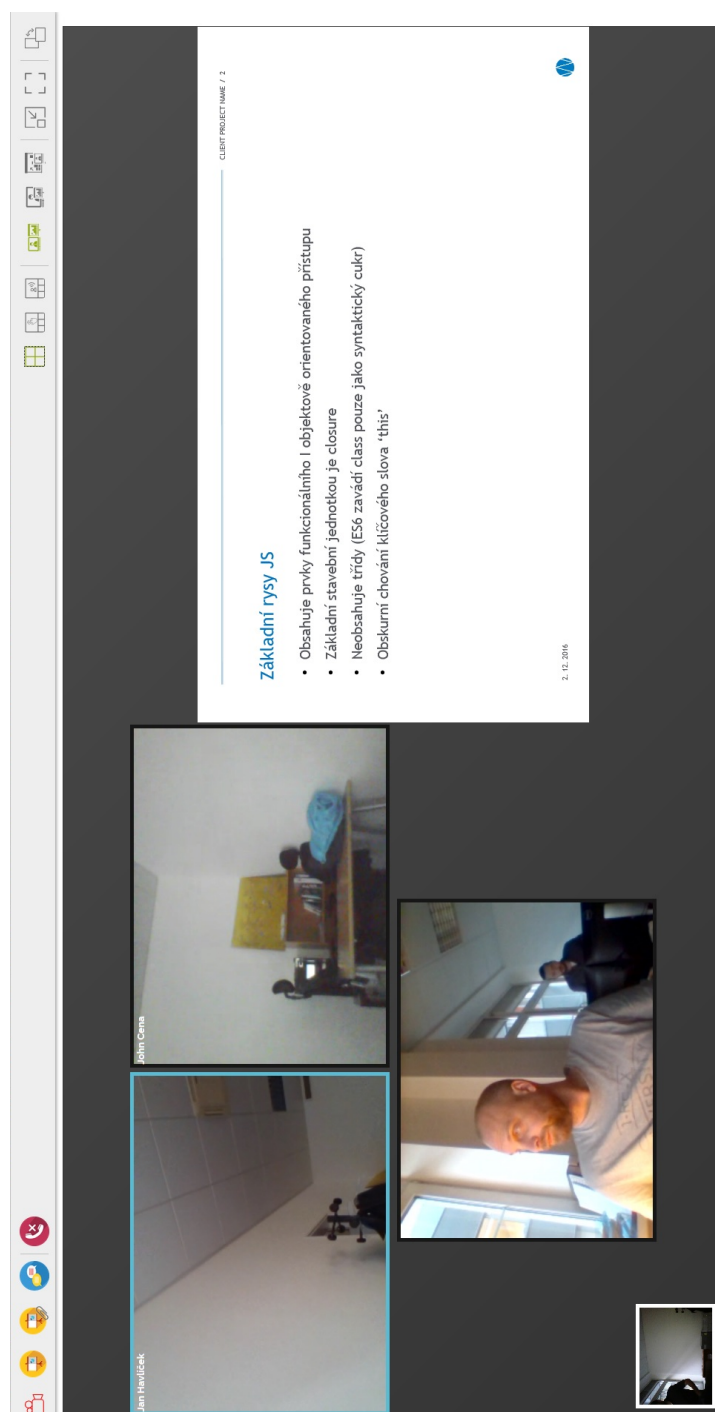 CLIENT PROJECT NAME / 2
Základní rysy JS
• Obsahuje prvky funkcionálního I objektově orientovaného přístupu
• Základní stavební jednotkou je closure
• Neobsahuje třídy (ES6 zavádí class pouze jako syntaktický cukr)
• Obskurní chování klíčového slova ‘this’
2. 12. 2016
John Cena
Jan Havlíček